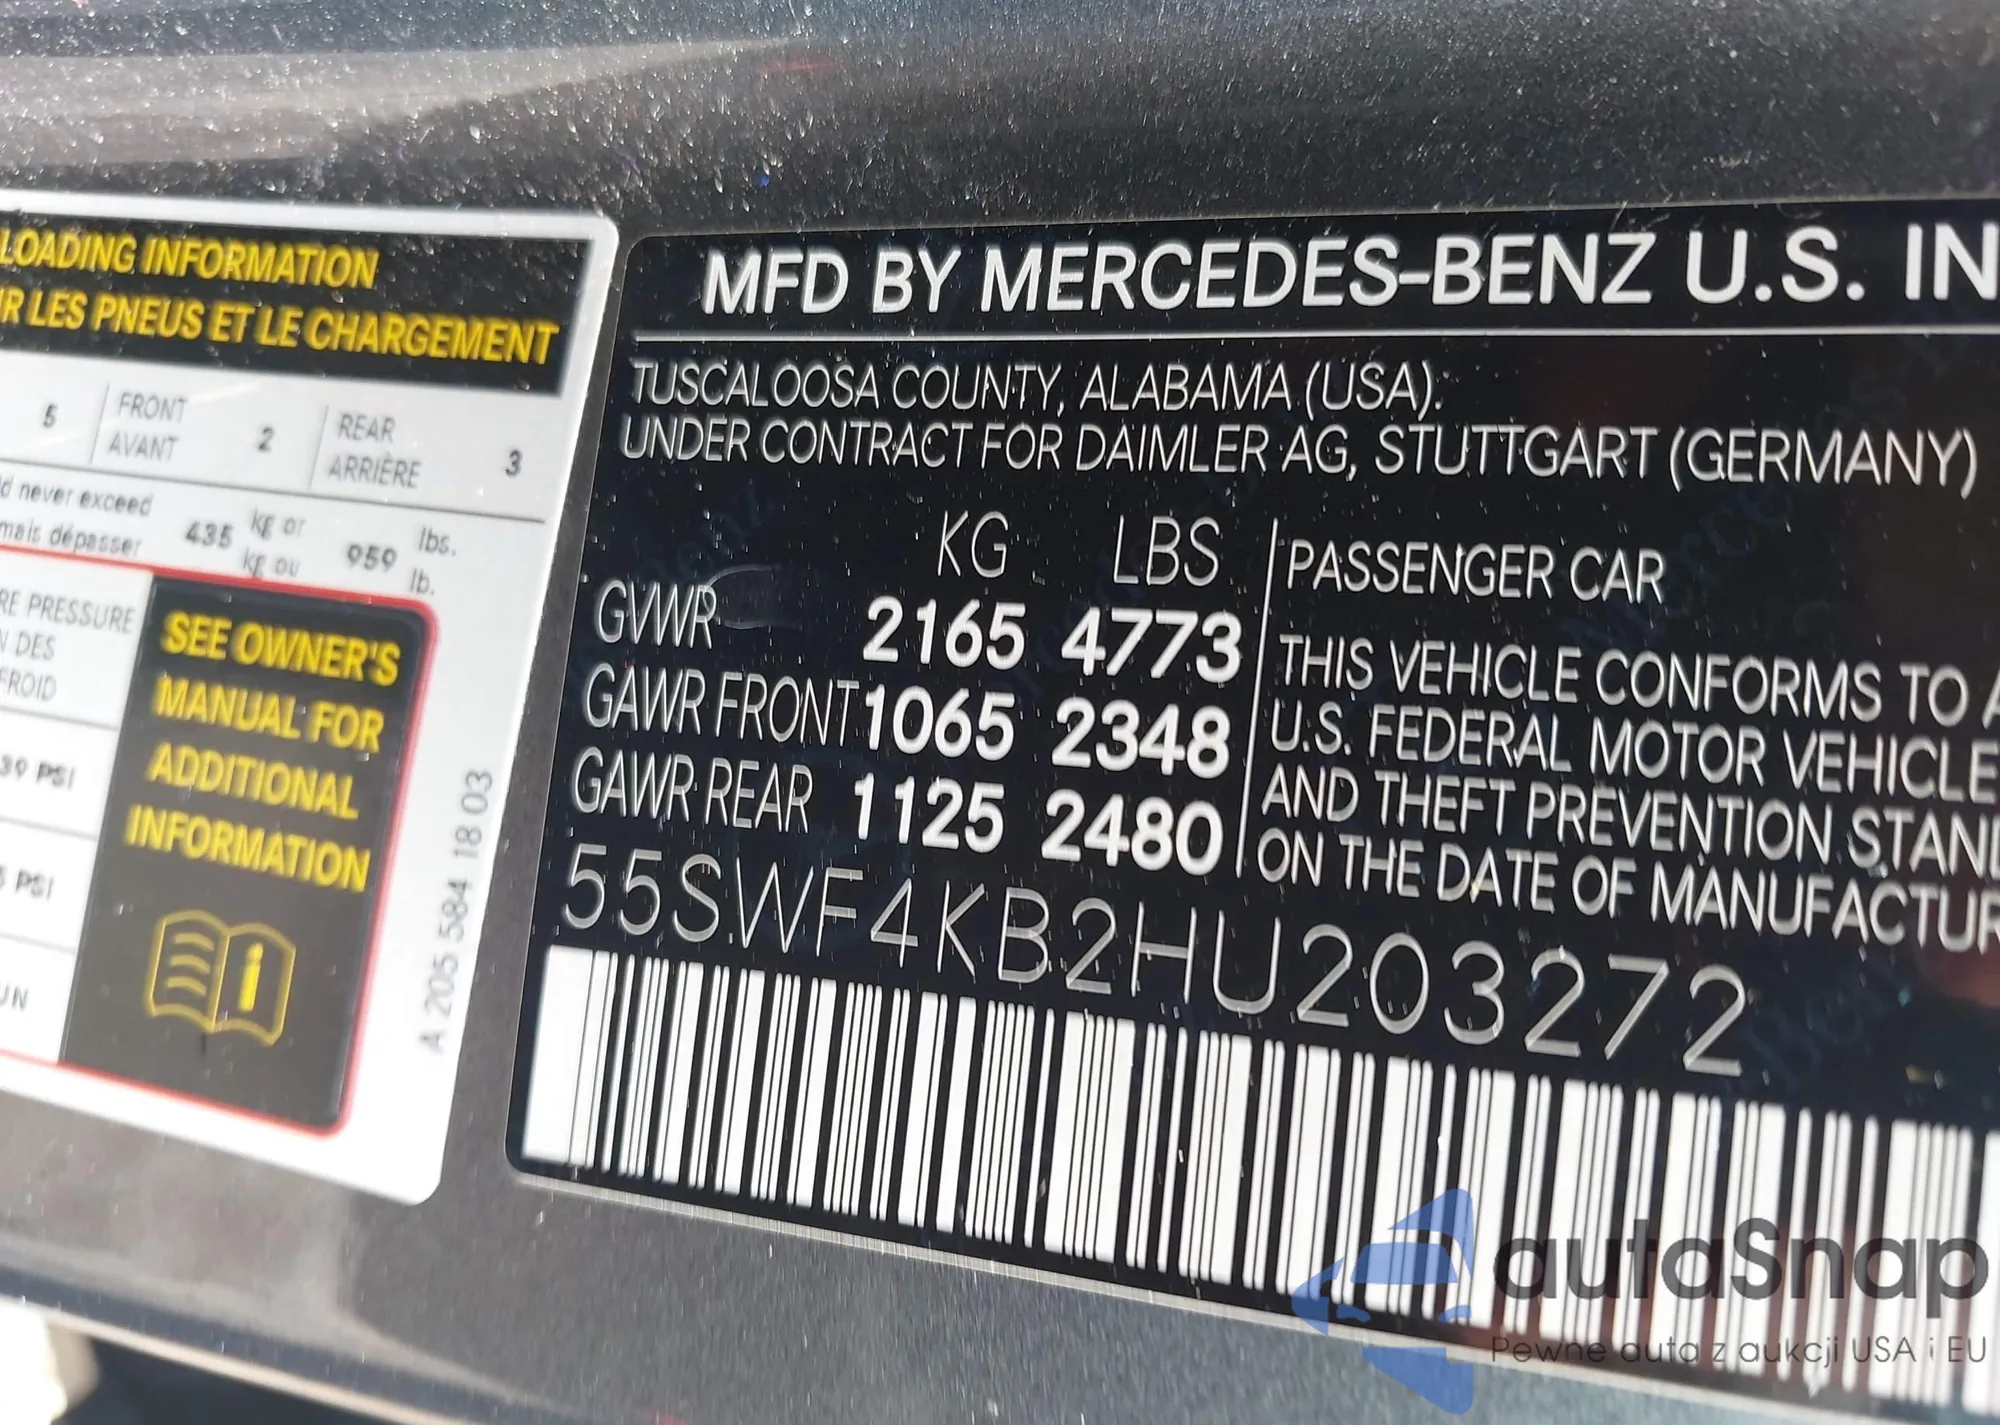 LOADING INFORMATION
R LES PNEUS ET LE CHARGEMENT
5 FRONT 2 REAR 3
AVANT ARRIÈRE
d never exceed 435 kg or 959 lbs.
mais dépasser kg ou lb.
RE PRESSURE
N DES
FROID
39 PSI
5 PSI
UN
SEE OWNER'S
MANUAL FOR
ADDITIONAL
INFORMATION
i
A 205 584 18 03
MFD BY MERCEDES-BENZ U.S. IN
TUSCALOOSA COUNTY, ALABAMA (USA).
UNDER CONTRACT FOR DAIMLER AG, STUTTGART (GERMANY)
KG LBS
GVWR 2165 4773
GAWR FRONT 1065 2348
GAWR REAR 1125 2480
PASSENGER CAR
THIS VEHICLE CONFORMS TO A
U.S. FEDERAL MOTOR VEHICLE
AND THEFT PREVENTION STAND
ON THE DATE OF MANUFACTUR
55SWF4KB2HU203272
autaSnap
Pewne auta z aukcji USA i EU